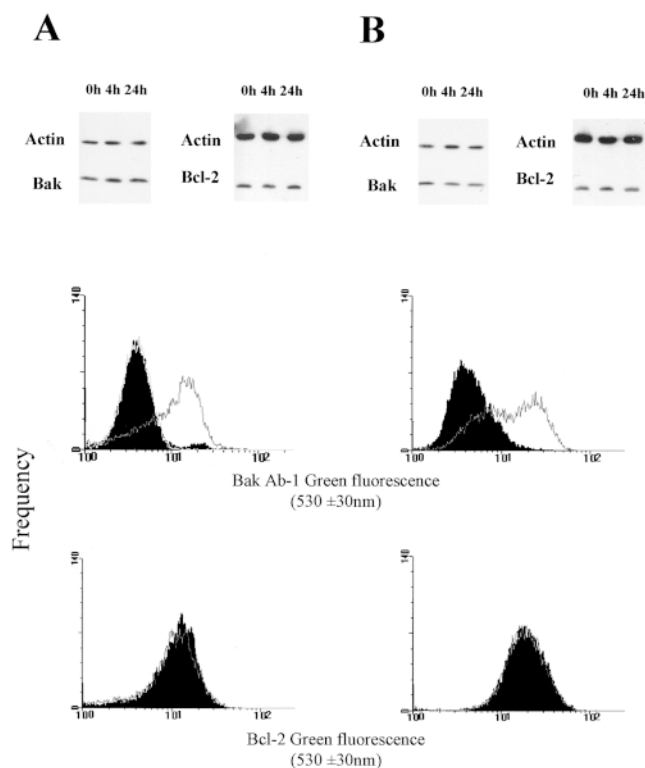 A B
0h 4h 24h 0h 4h 24h 0h 4h 24h 0h 4h 24h
Actin Actin Actin Actin
Bak Bcl-2 Bak Bcl-2
140 140
0 0
100 101 102 100 101 102
Bak Ab-1 Green fluorescence
(530 ±30nm)
Frequency
140 140
0 0
100 101 102 100 101 102
Bcl-2 Green fluorescence
(530 ±30nm)